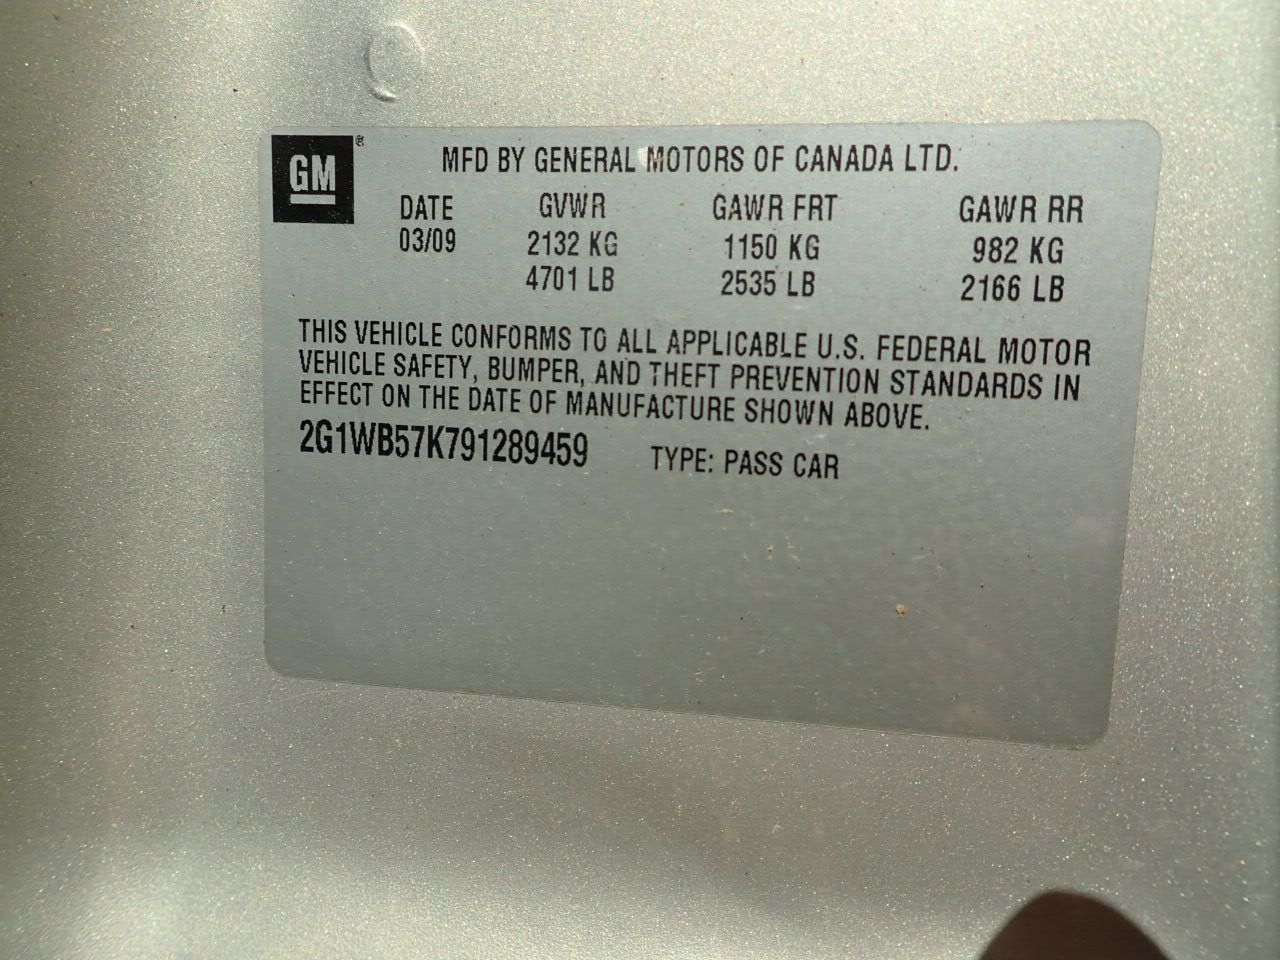 GM®
MFD BY GENERAL MOTORS OF CANADA LTD.
DATE GVWR GAWR FRT GAWR RR
03/09 2132 KG 1150 KG 982 KG
4701 LB 2535 LB 2166 LB
THIS VEHICLE CONFORMS TO ALL APPLICABLE U.S. FEDERAL MOTOR
VEHICLE SAFETY, BUMPER, AND THEFT PREVENTION STANDARDS IN
EFFECT ON THE DATE OF MANUFACTURE SHOWN ABOVE.
2G1WB57K791289459 TYPE: PASS CAR